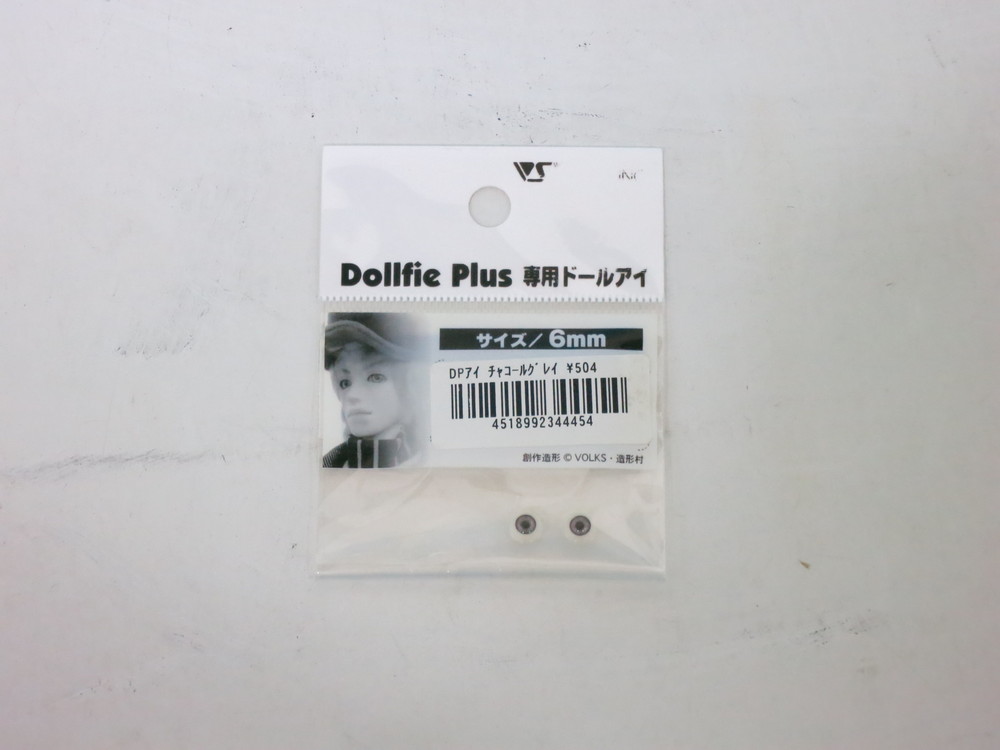 VS
Dollfie Plus 専用ドールアイ
サイズ/6mm
DPアイ チャコールグレイ ¥504
4518992344454
創作造形 © VOLKS・造形村